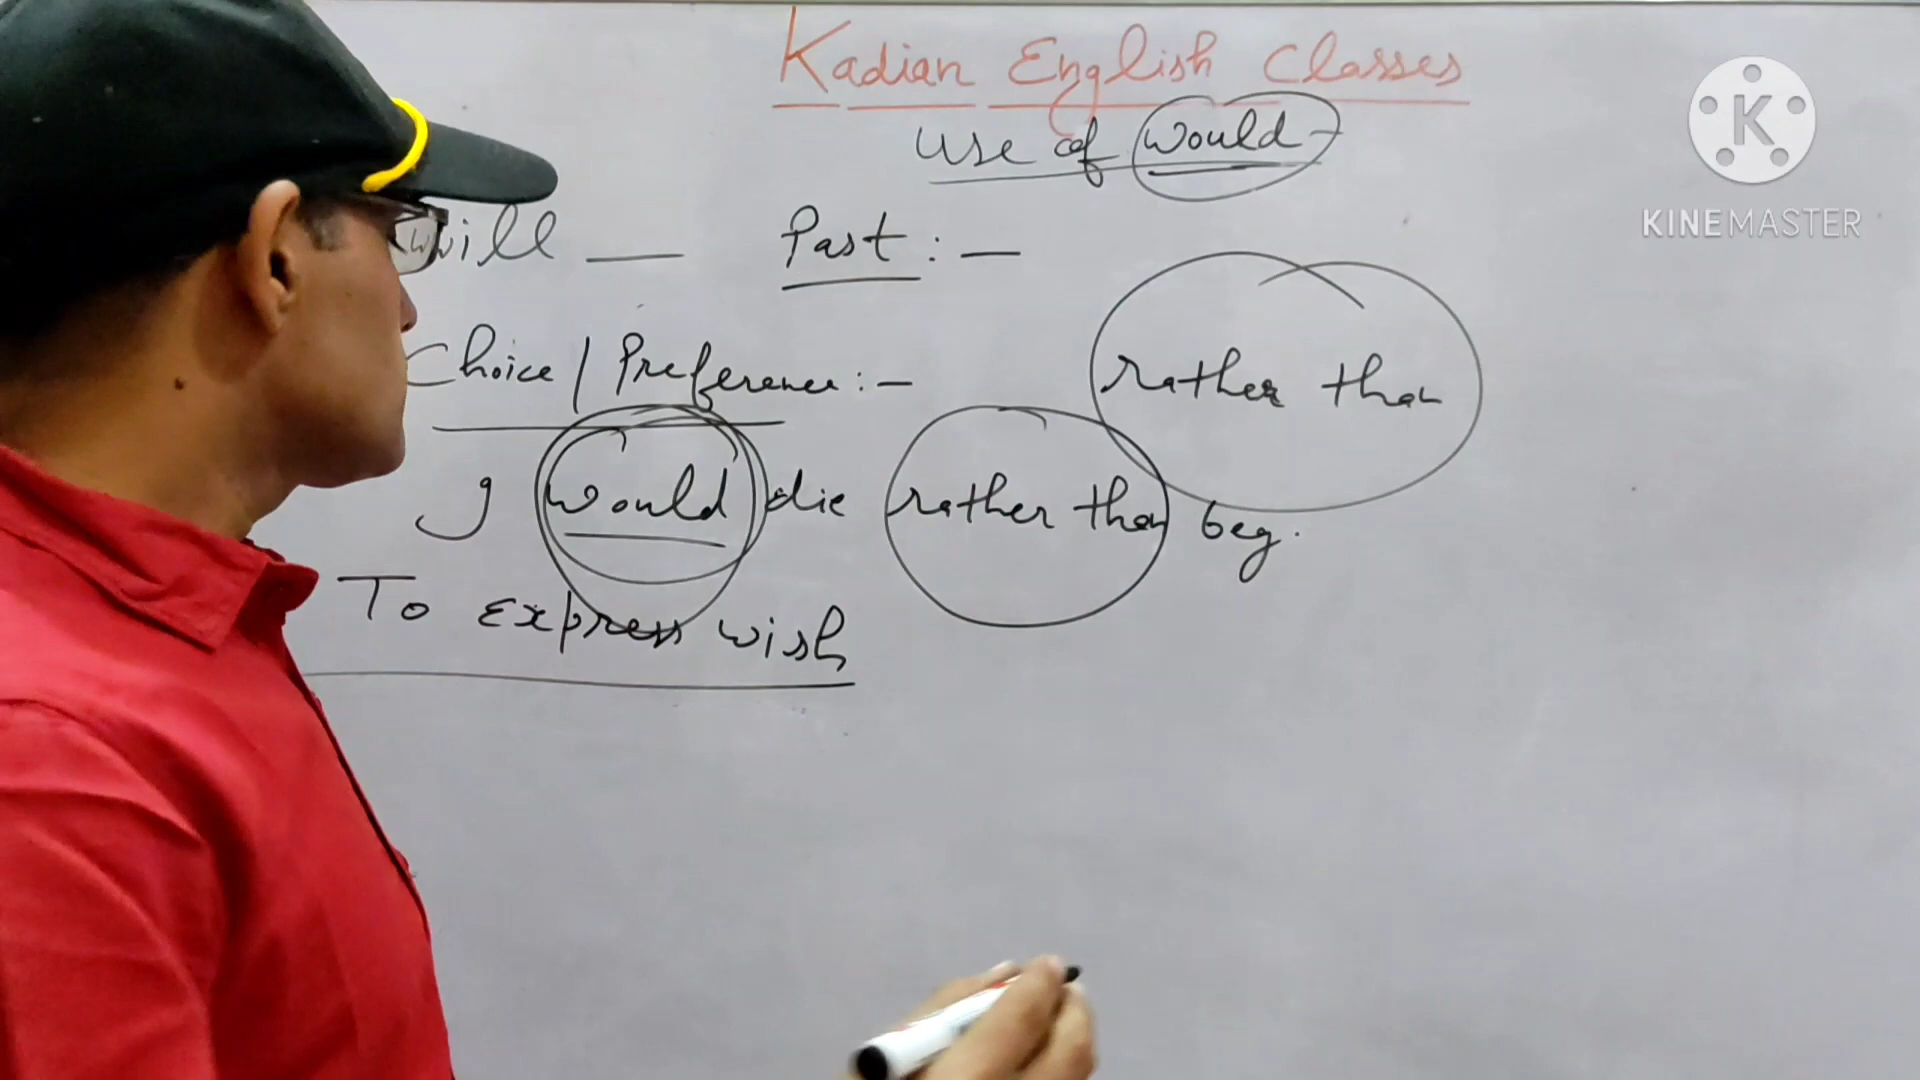 Kadian English Classes
Use of would
will — Past : —
Choice / Preference :–
rather than
I would die rather than beg.
To Express wish
K
KINEMASTER